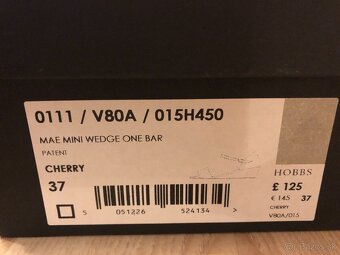 0111 / V80A / 015H450
MAE MINI WEDGE ONE BAR
PATENT
CHERRY
37
5 051226 524134 >
HOBBS
£ 125
€ 145 37
CHERRY
V80A/015